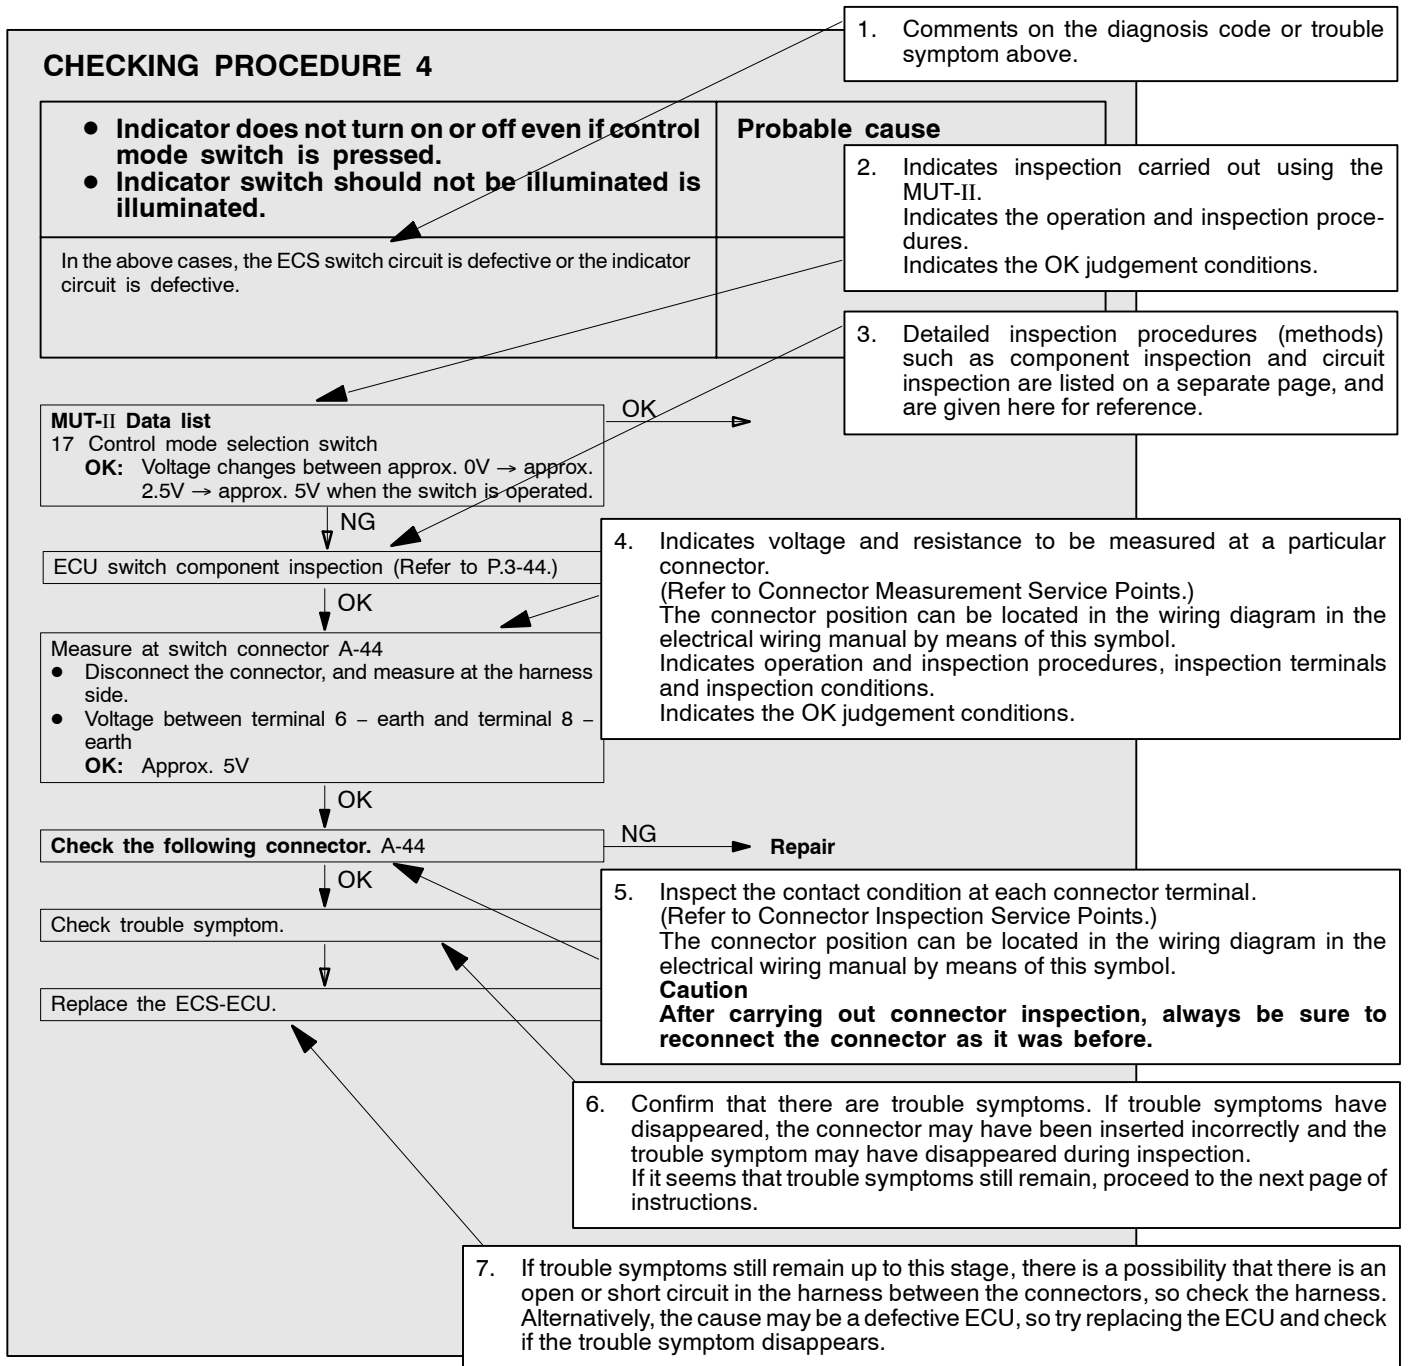 CHECKING PROCEDURE 4
● Indicator does not turn on or off even if control
mode switch is pressed.
● Indicator switch should not be illuminated is
illuminated.
Probable cause
In the above cases, the ECS switch circuit is defective or the indicator
circuit is defective.
MUT-II Data list
17 Control mode selection switch
OK: Voltage changes between approx. 0V → approx.
2.5V → approx. 5V when the switch is operated.
OK
NG
ECU switch component inspection (Refer to P.3-44.)
OK
Measure at switch connector A-44
● Disconnect the connector, and measure at the harness
side.
● Voltage between terminal 6 – earth and terminal 8 –
earth
OK: Approx. 5V
OK
Check the following connector. A-44
NG
Repair
OK
Check trouble symptom.
Replace the ECS-ECU.
1. Comments on the diagnosis code or trouble
symptom above.
2. Indicates inspection carried out using the
MUT-II.
Indicates the operation and inspection proce-
dures.
Indicates the OK judgement conditions.
3. Detailed inspection procedures (methods)
such as component inspection and circuit
inspection are listed on a separate page, and
are given here for reference.
4. Indicates voltage and resistance to be measured at a particular
connector.
(Refer to Connector Measurement Service Points.)
The connector position can be located in the wiring diagram in the
electrical wiring manual by means of this symbol.
Indicates operation and inspection procedures, inspection terminals
and inspection conditions.
Indicates the OK judgement conditions.
5. Inspect the contact condition at each connector terminal.
(Refer to Connector Inspection Service Points.)
The connector position can be located in the wiring diagram in the
electrical wiring manual by means of this symbol.
Caution
After carrying out connector inspection, always be sure to
reconnect the connector as it was before.
6. Confirm that there are trouble symptoms. If trouble symptoms have
disappeared, the connector may have been inserted incorrectly and the
trouble symptom may have disappeared during inspection.
If it seems that trouble symptoms still remain, proceed to the next page of
instructions.
7. If trouble symptoms still remain up to this stage, there is a possibility that there is an
open or short circuit in the harness between the connectors, so check the harness.
Alternatively, the cause may be a defective ECU, so try replacing the ECU and check
if the trouble symptom disappears.